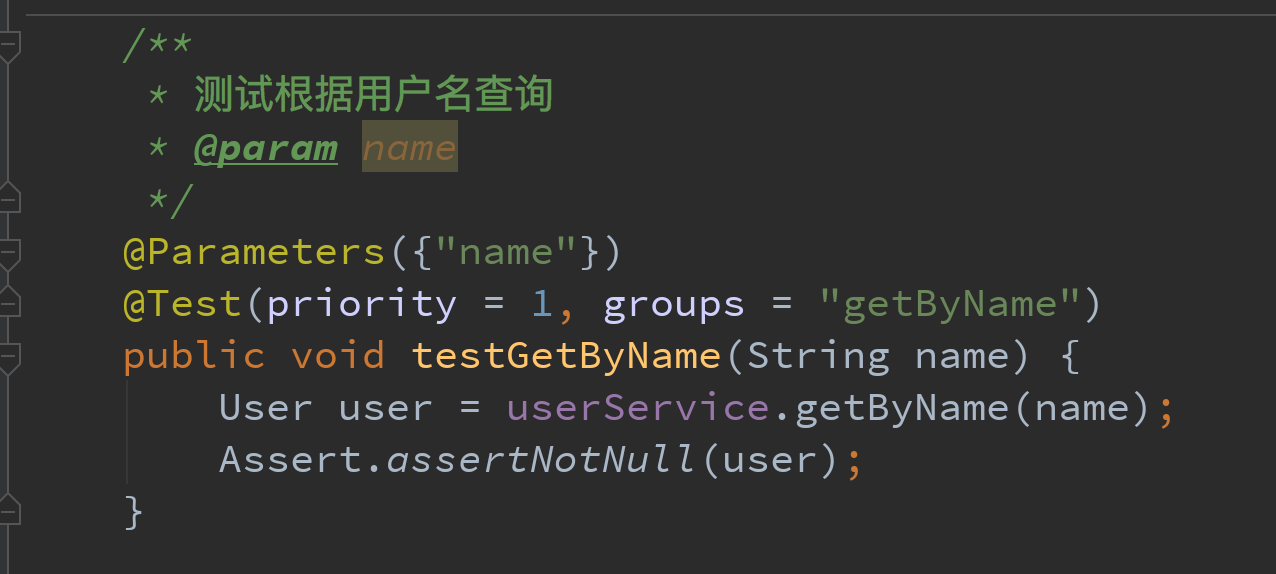 /**
 * 测试根据用户名查询
 * @param name
 */
@Parameters({"name"})
@Test(priority = 1, groups = "getByName")
public void testGetByName(String name) {
    User user = userService.getByName(name);
    Assert.assertNotNull(user);
}